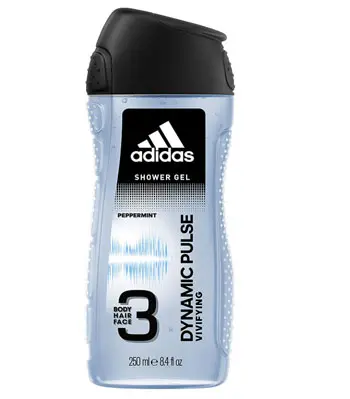 adidas
SHOWER GEL
PEPPERMINT
DYNAMIC PULSE
VIVIFYING
BODY
HAIR
FACE
3
250 ml e 8.4 fl oz